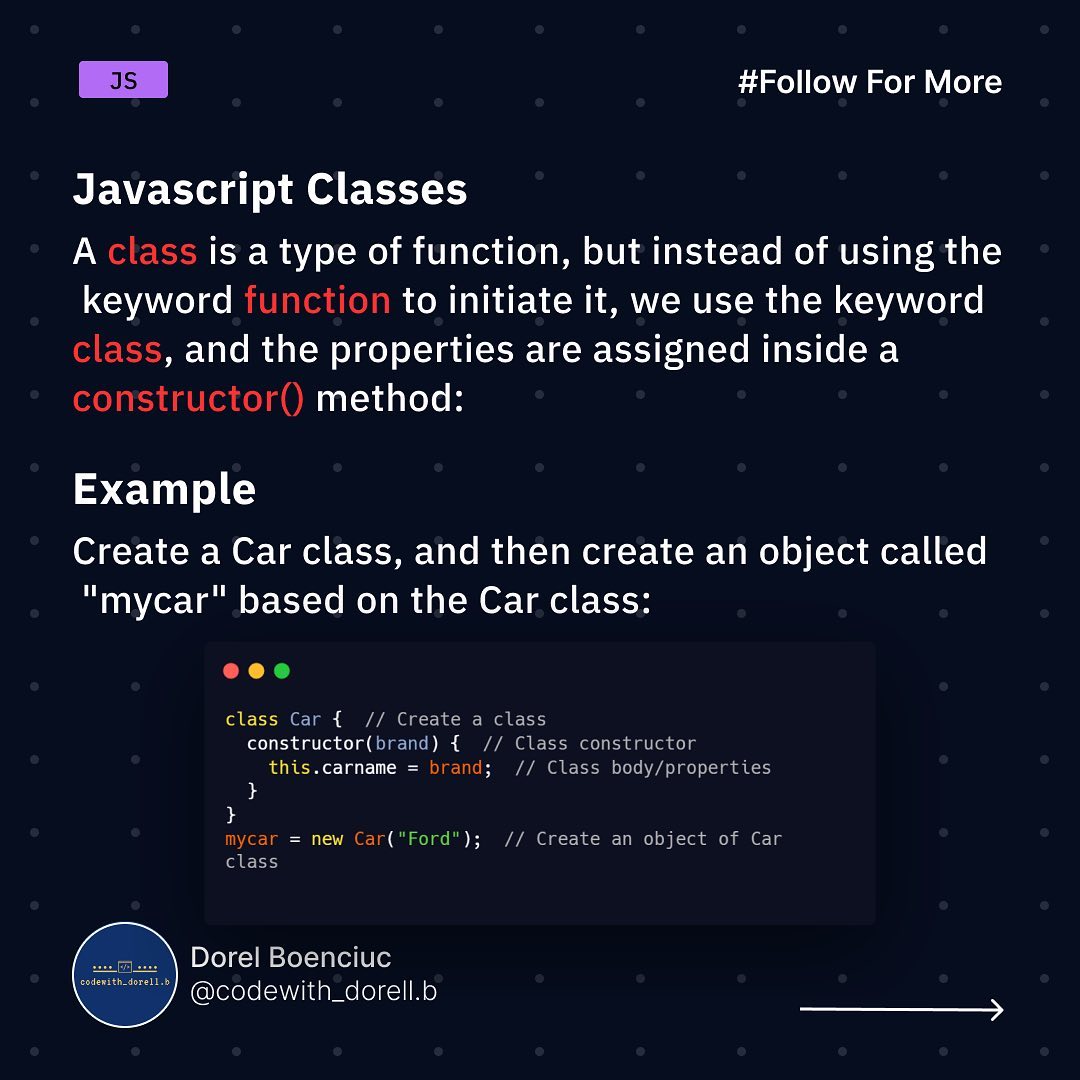 JS
#Follow For More
Javascript Classes
A class is a type of function, but instead of using the
keyword function to initiate it, we use the keyword
class, and the properties are assigned inside a
constructor() method:
Example
Create a Car class, and then create an object called
"mycar" based on the Car class:
class Car {  // Create a class
  constructor(brand) {  // Class constructor
    this.carname = brand;  // Class body/properties
  }
}
mycar = new Car("Ford");  // Create an object of Car
class
</>
codewith_dorell.b
Dorel Boenciuc
@codewith_dorell.b